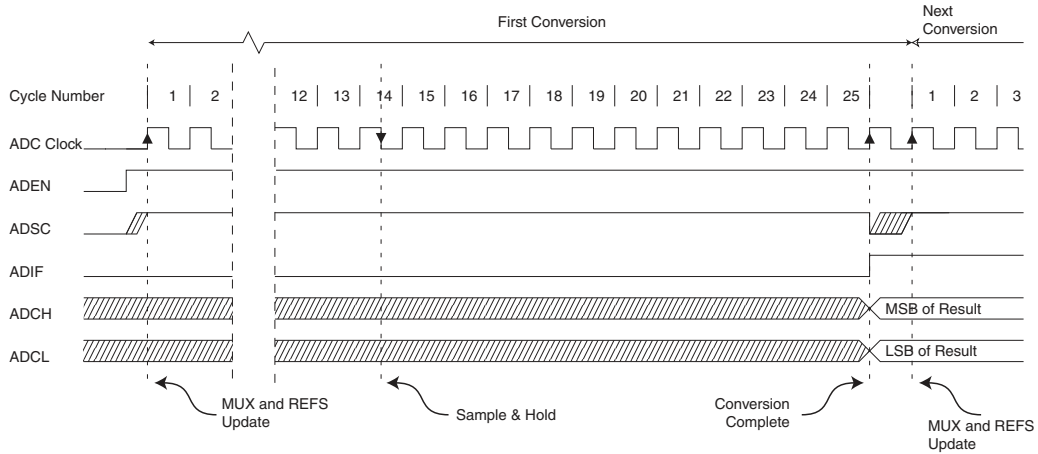 First Conversion
Next
Conversion
Cycle Number 1 2 12 13 14 15 16 17 18 19 20 21 22 23 24 25 1 2 3
ADC Clock
ADEN
ADSC
ADIF
ADCH MSB of Result
ADCL LSB of Result
MUX and REFS
Update
Sample & Hold
Conversion
Complete
MUX and REFS
Update